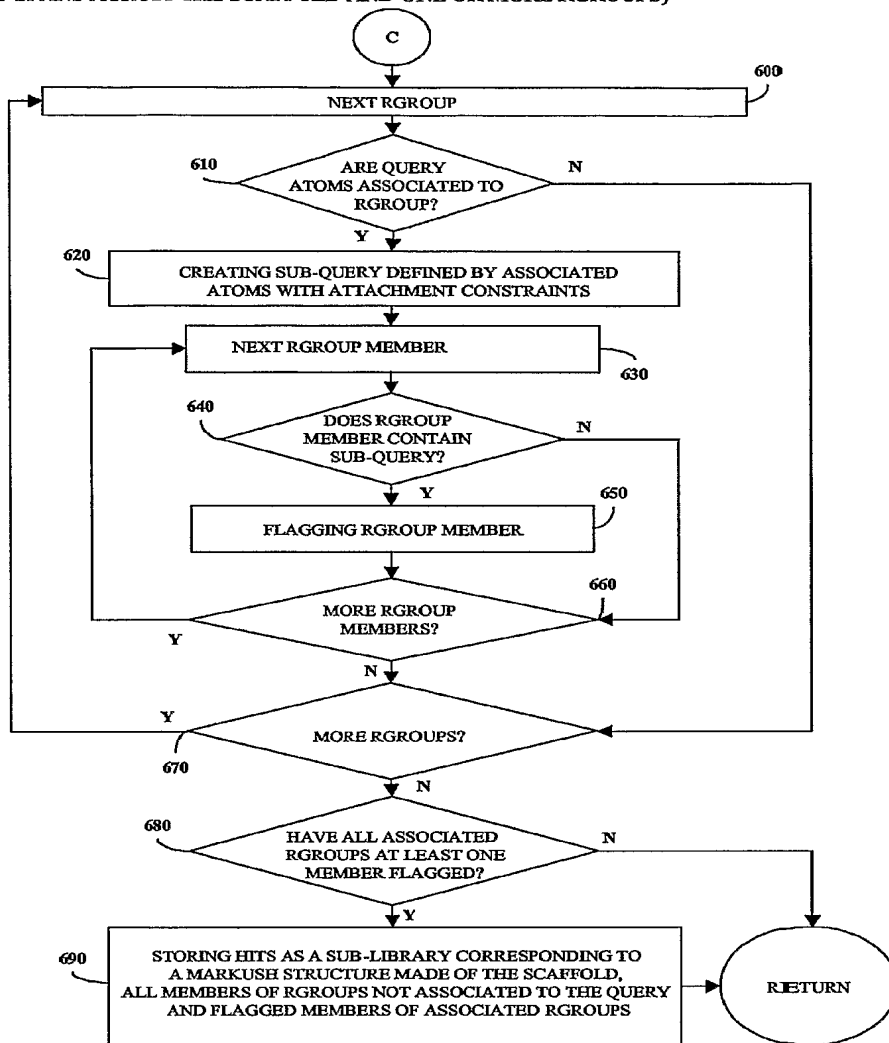 C
600
NEXT RGROUP
610
ARE QUERY
ATOMS ASSOCIATED TO
RGROUP?
N
Y
620
CREATING SUB-QUERY DEFINED BY ASSOCIATED
ATOMS WITH ATTACHMENT CONSTRAINTS
NEXT RGROUP MEMBER
630
640
DOES RGROUP
MEMBER CONTAIN
SUB-QUERY?
N
Y
650
FLAGGING RGROUP MEMBER
660
MORE RGROUP
MEMBERS?
Y
N
Y
MORE RGROUPS?
670
N
680
HAVE ALL ASSOCIATED
RGROUPS AT LEAST ONE
MEMBER FLAGGED?
N
Y
690
STORING HITS AS A SUB-LIBRARY CORRESPONDING TO
A MARKUSH STRUCTURE MADE OF THE SCAFFOLD,
ALL MEMBERS OF RGROUPS NOT ASSOCIATED TO THE QUERY
AND FLAGGED MEMBERS OF ASSOCIATED RGROUPS
RETURN